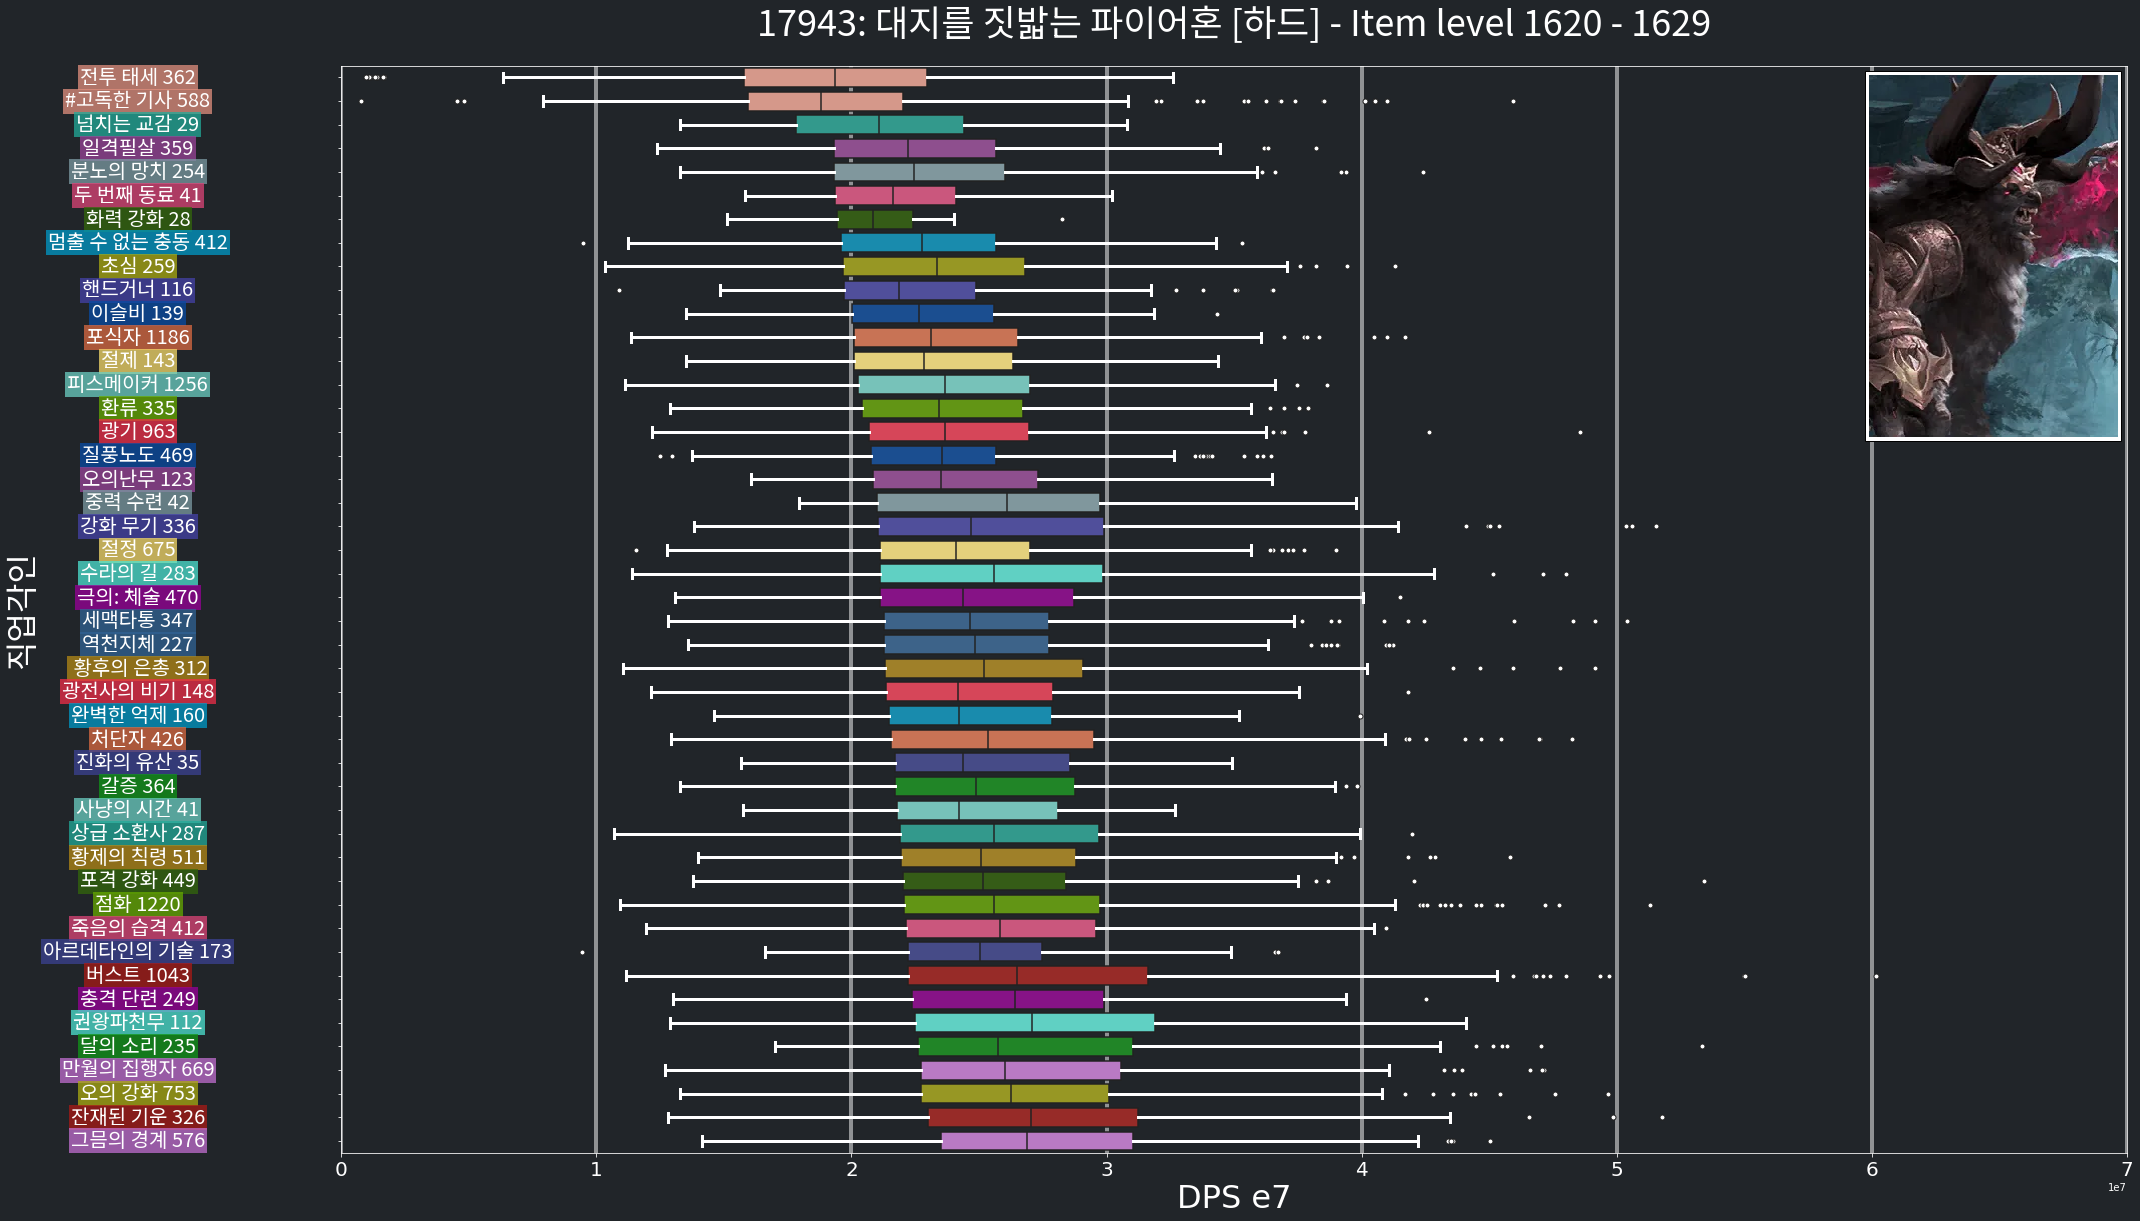 17943: 대지를 짓밟는 파이어혼 [하드] - Item level 1620 - 1629
직업각인
전투 태세 362
#고독한 기사 588
넘치는 교감 29
일격필살 359
분노의 망치 254
두 번째 동료 41
화력 강화 28
멈출 수 없는 충동 412
초심 259
핸드거너 116
이슬비 139
포식자 1186
절제 143
피스메이커 1256
환류 335
광기 963
질풍노도 469
오의난무 123
중력 수련 42
강화 무기 336
절정 675
수라의 길 283
극의: 체술 470
세맥타통 347
역천지체 227
황후의 은총 312
광전사의 비기 148
완벽한 억제 160
처단자 426
진화의 유산 35
갈증 364
사냥의 시간 41
상급 소환사 287
황제의 칙령 511
포격 강화 449
점화 1220
죽음의 습격 412
아르데타인의 기술 173
버스트 1043
충격 단련 249
권왕파천무 112
달의 소리 235
만월의 집행자 669
오의 강화 753
잔재된 기운 326
그믐의 경계 576
0 1 2 3 4 5 6 7
1e7
DPS e7